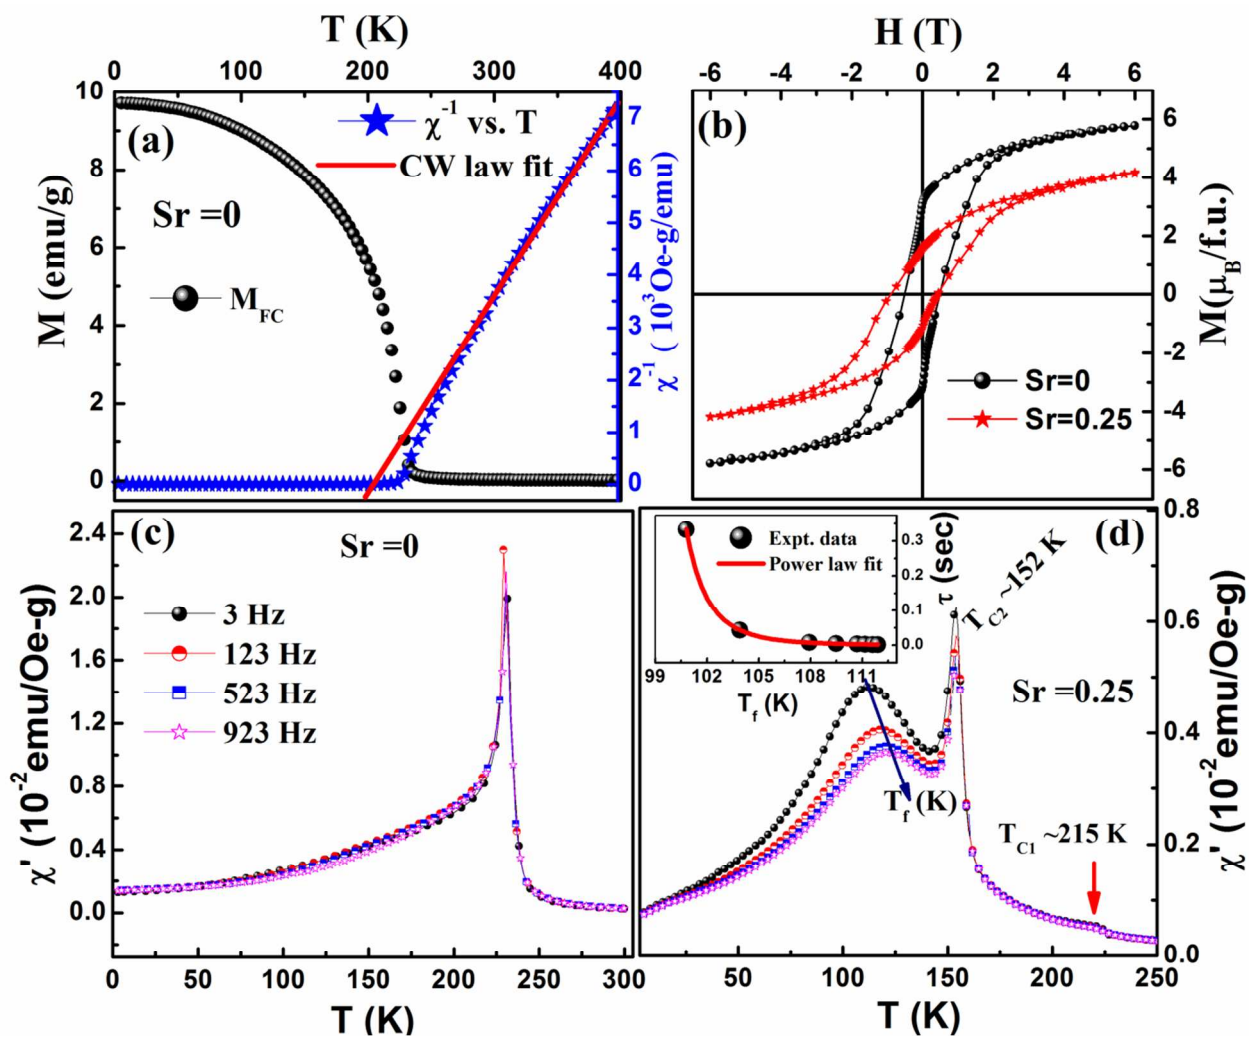 T (K)
0 100 200 300 400
10
8
6
4
2
0
M (emu/g)
(a)
χ⁻¹ vs. T
CW law fit
Sr =0
M_FC
7
6
5
4
3
2
1
0
χ⁻¹ (10³Oe-g/emu)
H (T)
-6 -4 -2 0 2 4 6
(b)
6
4
2
0
-2
-4
-6
M(μ_B/f.u.)
Sr=0
Sr=0.25
(c)
Sr =0
2.4
2.0
1.6
1.2
0.8
0.4
0.0
χ' (10⁻²emu/Oe-g)
3 Hz
123 Hz
523 Hz
923 Hz
0 50 100 150 200 250 300
T (K)
(d)
Expt. data
Power law fit
0.3
0.2
0.1
0.0
τ (sec)
99 102 105 108 111
T_f (K)
T_C2 ~152 K
Sr =0.25
T_f (K)
T_C1 ~215 K
0.8
0.6
0.4
0.2
0.0
χ' (10⁻²emu/Oe-g)
50 100 150 200 250
T (K)